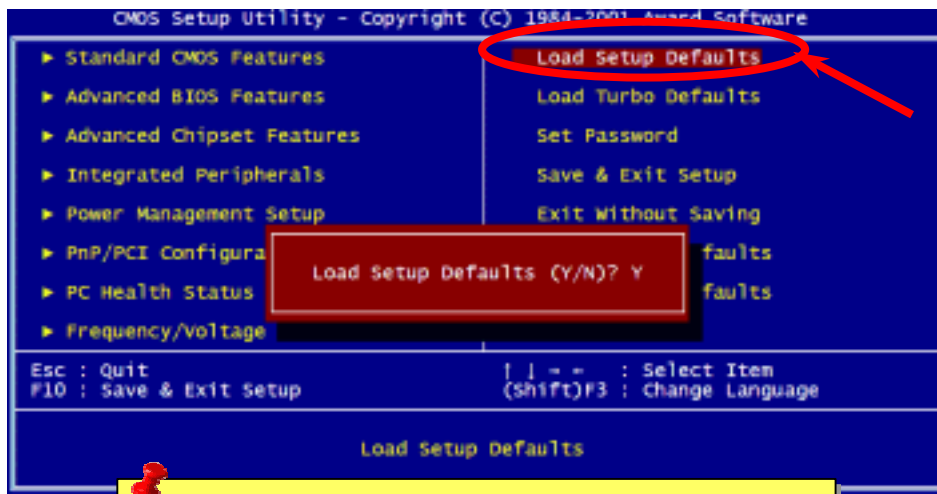 CMOS Setup Utility - Copyright (C) 1984-2001 Award Software
► Standard CMOS Features
► Advanced BIOS Features
► Advanced Chipset Features
► Integrated Peripherals
► Power Management Setup
► PnP/PCI Configura
► PC Health Status
► Frequency/Voltage
Load Setup Defaults
Load Turbo Defaults
Set Password
Save & Exit Setup
Exit Without Saving
faults
faults
Load Setup Defaults (Y/N)? Y
Esc : Quit
F10 : Save & Exit Setup
↑ ↓ → ← : Select Item
(Shift)F3 : Change Language
Load Setup Defaults